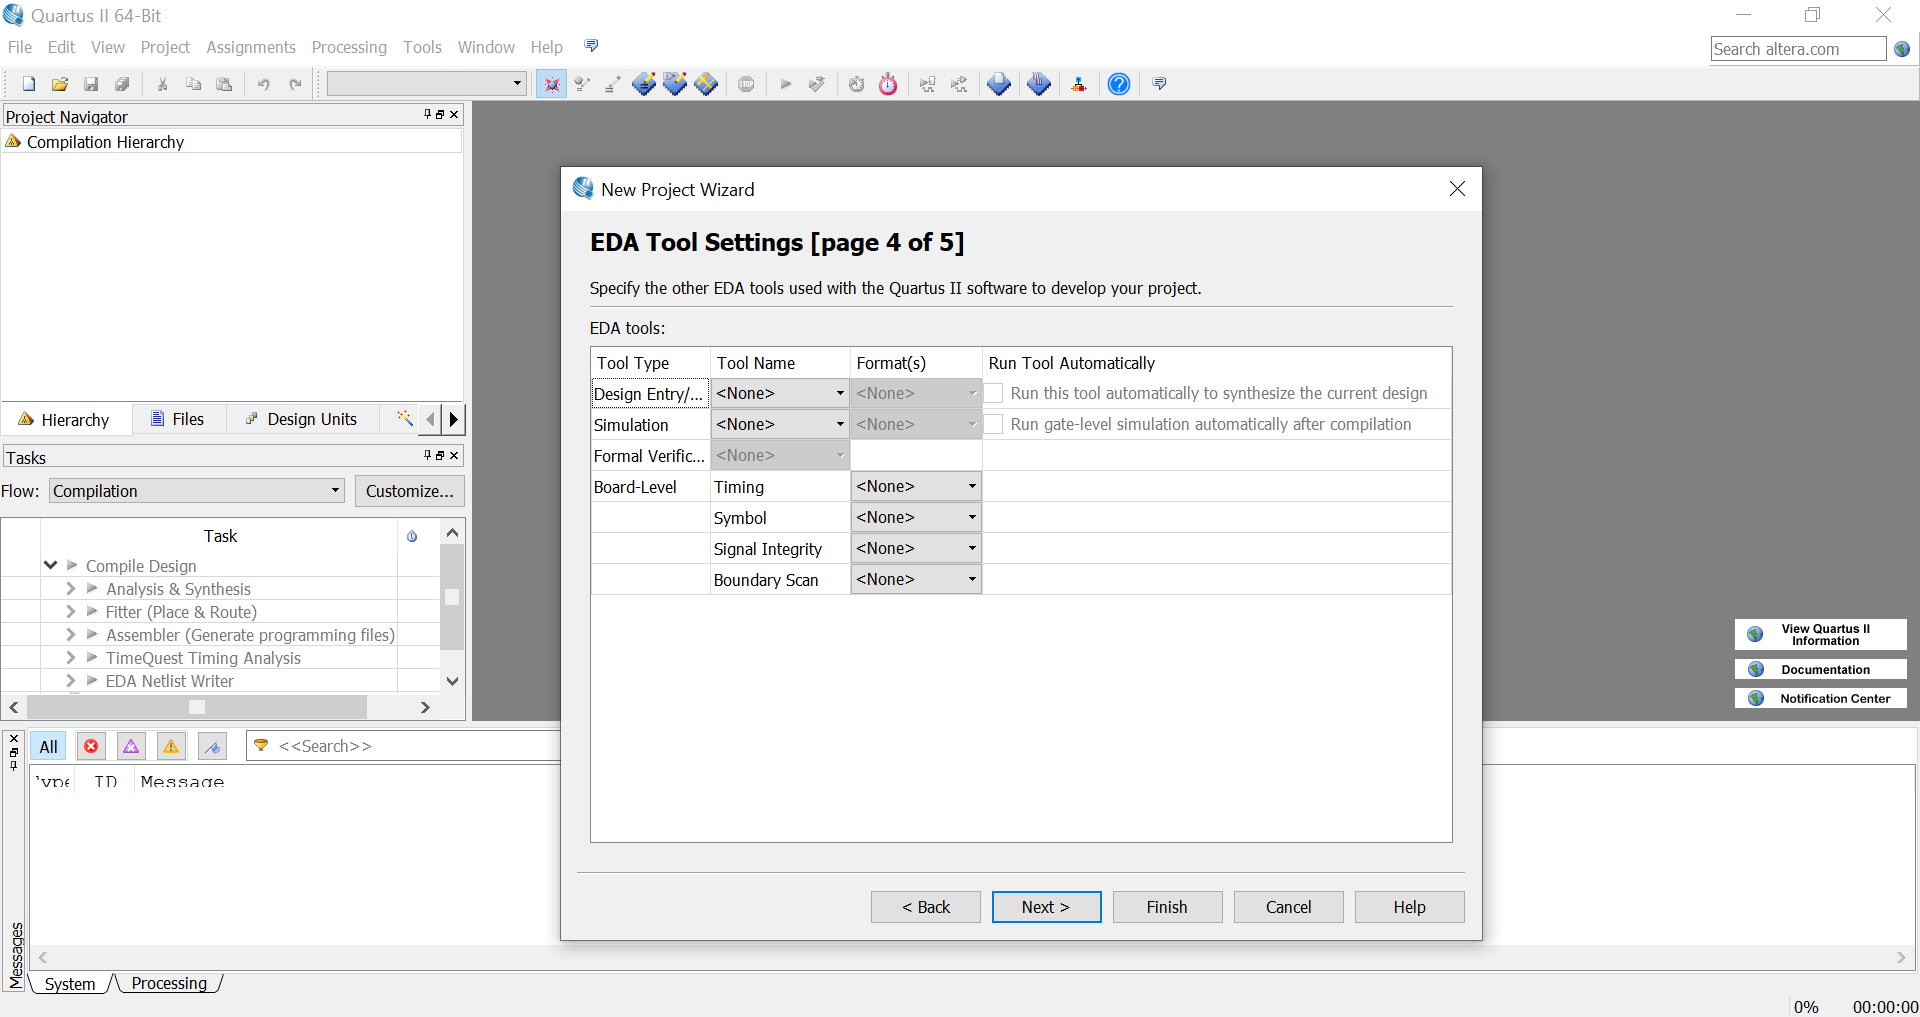 Quartus II 64-Bit
File Edit View Project Assignments Processing Tools Window Help
Search altera.com
STOP
Project Navigator
Compilation Hierarchy
Hierarchy Files Design Units
Tasks
Flow: Compilation Customize...
Task
Compile Design
Analysis & Synthesis
Fitter (Place & Route)
Assembler (Generate programming files)
TimeQuest Timing Analysis
EDA Netlist Writer
New Project Wizard
EDA Tool Settings [page 4 of 5]
Specify the other EDA tools used with the Quartus II software to develop your project.
EDA tools:
Tool Type Tool Name Format(s) Run Tool Automatically
Design Entry/... <None> <None> Run this tool automatically to synthesize the current design
Simulation <None> <None> Run gate-level simulation automatically after compilation
Formal Verific... <None>
Board-Level Timing <None>
Symbol <None>
Signal Integrity <None>
Boundary Scan <None>
< Back Next > Finish Cancel Help
View Quartus II
Information
Documentation
Notification Center
All <<Search>>
ID Message
Messages
System Processing
0% 00:00:00